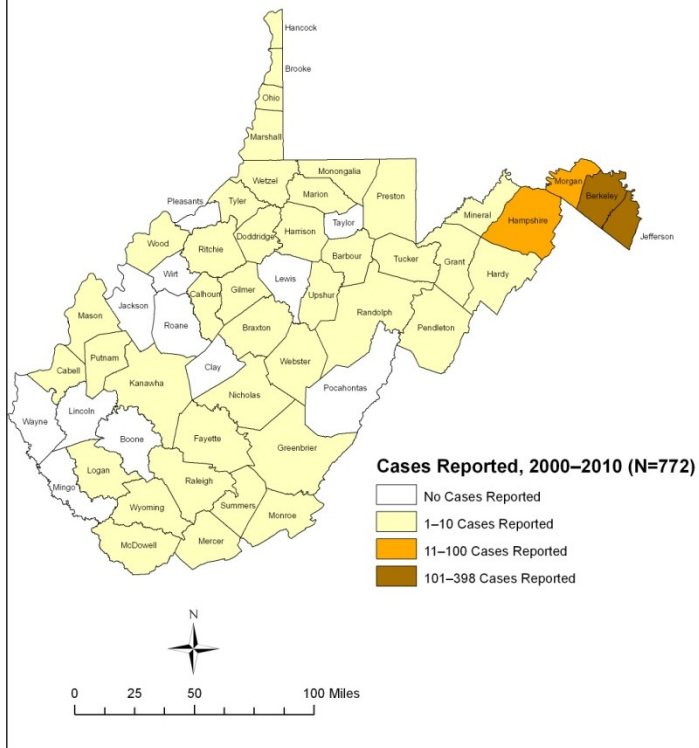 Hancock
Brooke
Ohio
Marshall
Wetzel
Monongalia
Marion
Preston
Morgan
Berkeley
Jefferson
Pleasants
Tyler
Taylor
Mineral
Hampshire
Wood
Ritchie
Doddridge
Harrison
Barbour
Tucker
Grant
Hardy
Wirt
Lewis
Jackson
Calhoun
Gilmer
Upshur
Randolph
Mason
Roane
Braxton
Pendleton
Putnam
Clay
Webster
Cabell
Kanawha
Pocahontas
Nicholas
Lincoln
Wayne
Boone
Fayette
Greenbrier
Logan
Mingo
Raleigh
Wyoming
Summers
Monroe
McDowell
Mercer
Cases Reported, 2000–2010 (N=772)
No Cases Reported
1–10 Cases Reported
11–100 Cases Reported
101–398 Cases Reported
N
0 25 50 100 Miles